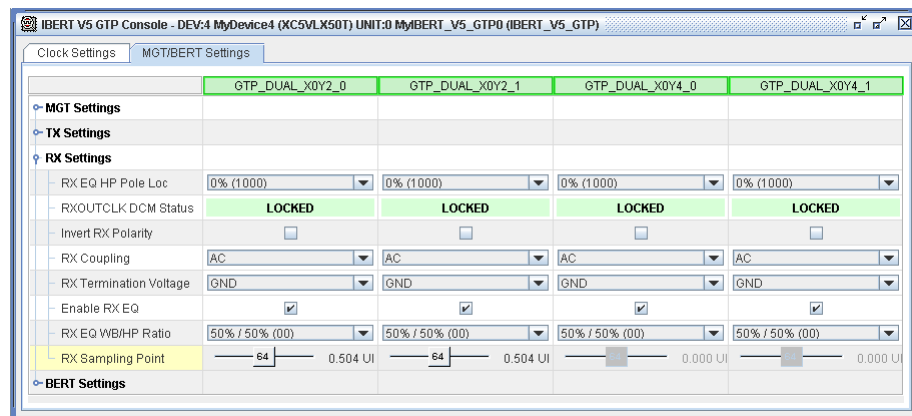 IBERT V5 GTP Console - DEV:4 MyDevice4 (XC5VLX50T) UNIT:0 MyIBERT_V5_GTP0 (IBERT_V5_GTP)
Clock Settings MGT/BERT Settings
GTP_DUAL_X0Y2_0 GTP_DUAL_X0Y2_1 GTP_DUAL_X0Y4_0 GTP_DUAL_X0Y4_1
MGT Settings
TX Settings
RX Settings
RX EQ HP Pole Loc 0% (1000) 0% (1000) 0% (1000) 0% (1000)
RXOUTCLK DCM Status LOCKED LOCKED LOCKED LOCKED
Invert RX Polarity
RX Coupling AC AC AC AC
RX Termination Voltage GND GND GND GND
Enable RX EQ
RX EQ WB/HP Ratio 50% / 50% (00) 50% / 50% (00) 50% / 50% (00) 50% / 50% (00)
RX Sampling Point 64 0.504 UI 64 0.504 UI 0.000 UI 0.000 UI
BERT Settings